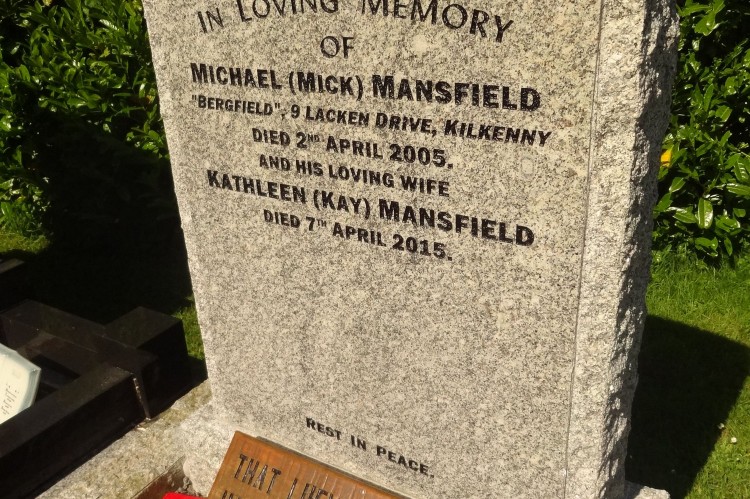 IN LOVING MEMORY
OF
MICHAEL (MICK) MANSFIELD
"BERGFIELD", 9 LACKEN DRIVE, KILKENNY
DIED 2ND APRIL 2005.
AND HIS LOVING WIFE
KATHLEEN (KAY) MANSFIELD
DIED 7TH APRIL 2015.
REST IN PEACE.
THAT